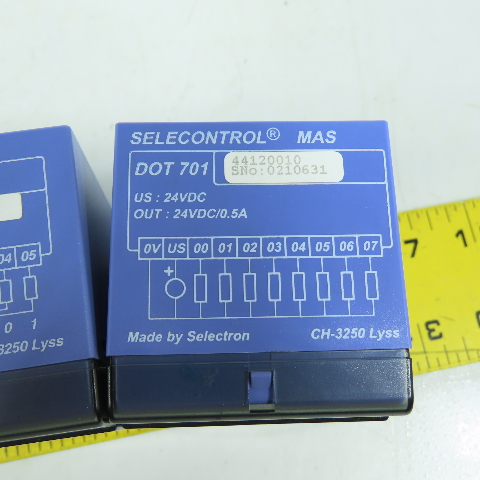 SELECONTROL® MAS
DOT 701
44120010
SNo:0210631
US : 24VDC
OUT : 24VDC/0.5A
0V US 00 01 02 03 04 05 06 07
+
Made by Selectron CH-3250 Lyss
04 05
0 1
3250 Lyss
7
1
3